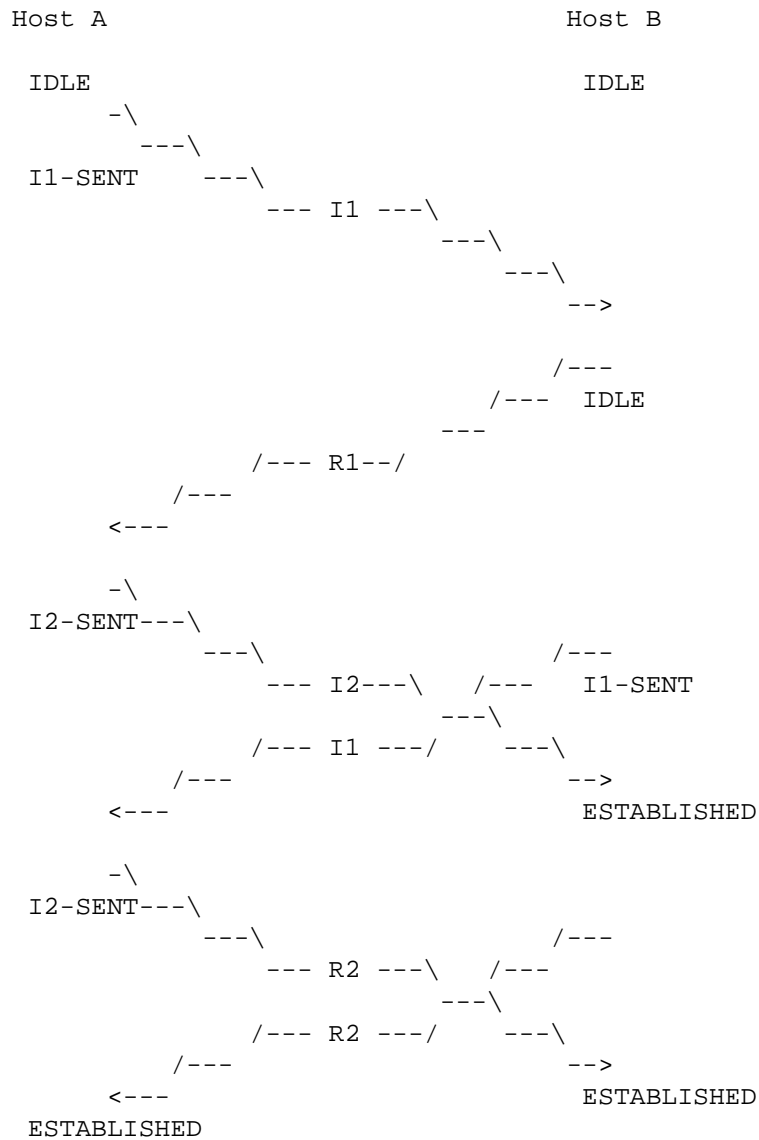 Host A                                Host B

 IDLE                                   IDLE
      -\
        ---\
 I1-SENT    ---\
                --- I1 ---\
                           ---\
                               ---\
                                   -->

                                  /---
                              /---  IDLE
                           ---
               /--- R1--/
          /---
      <---

      -\
 I2-SENT---\
            ---\                  /---
                --- I2---\   /---   I1-SENT
                           ---\
               /--- I1 ---/    ---\
          /---                     -->
      <---                          ESTABLISHED

      -\
 I2-SENT---\
            ---\                  /---
                --- R2 ---\   /---
                           ---\
               /--- R2 ---/    ---\
          /---                     -->
      <---                          ESTABLISHED
 ESTABLISHED